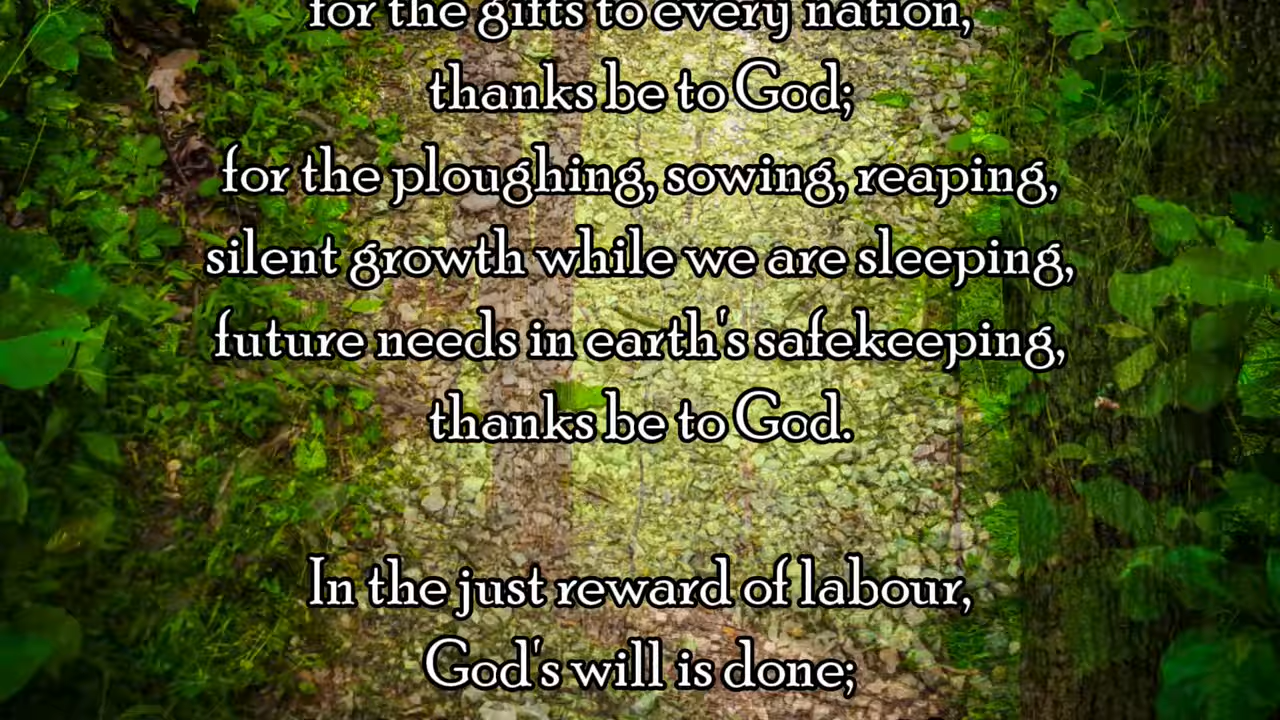 for the gifts to every nation,
thanks be to God;
for the ploughing, sowing, reaping,
silent growth while we are sleeping,
future needs in earth's safekeeping,
thanks be to God.
In the just reward of labour,
God's will is done;